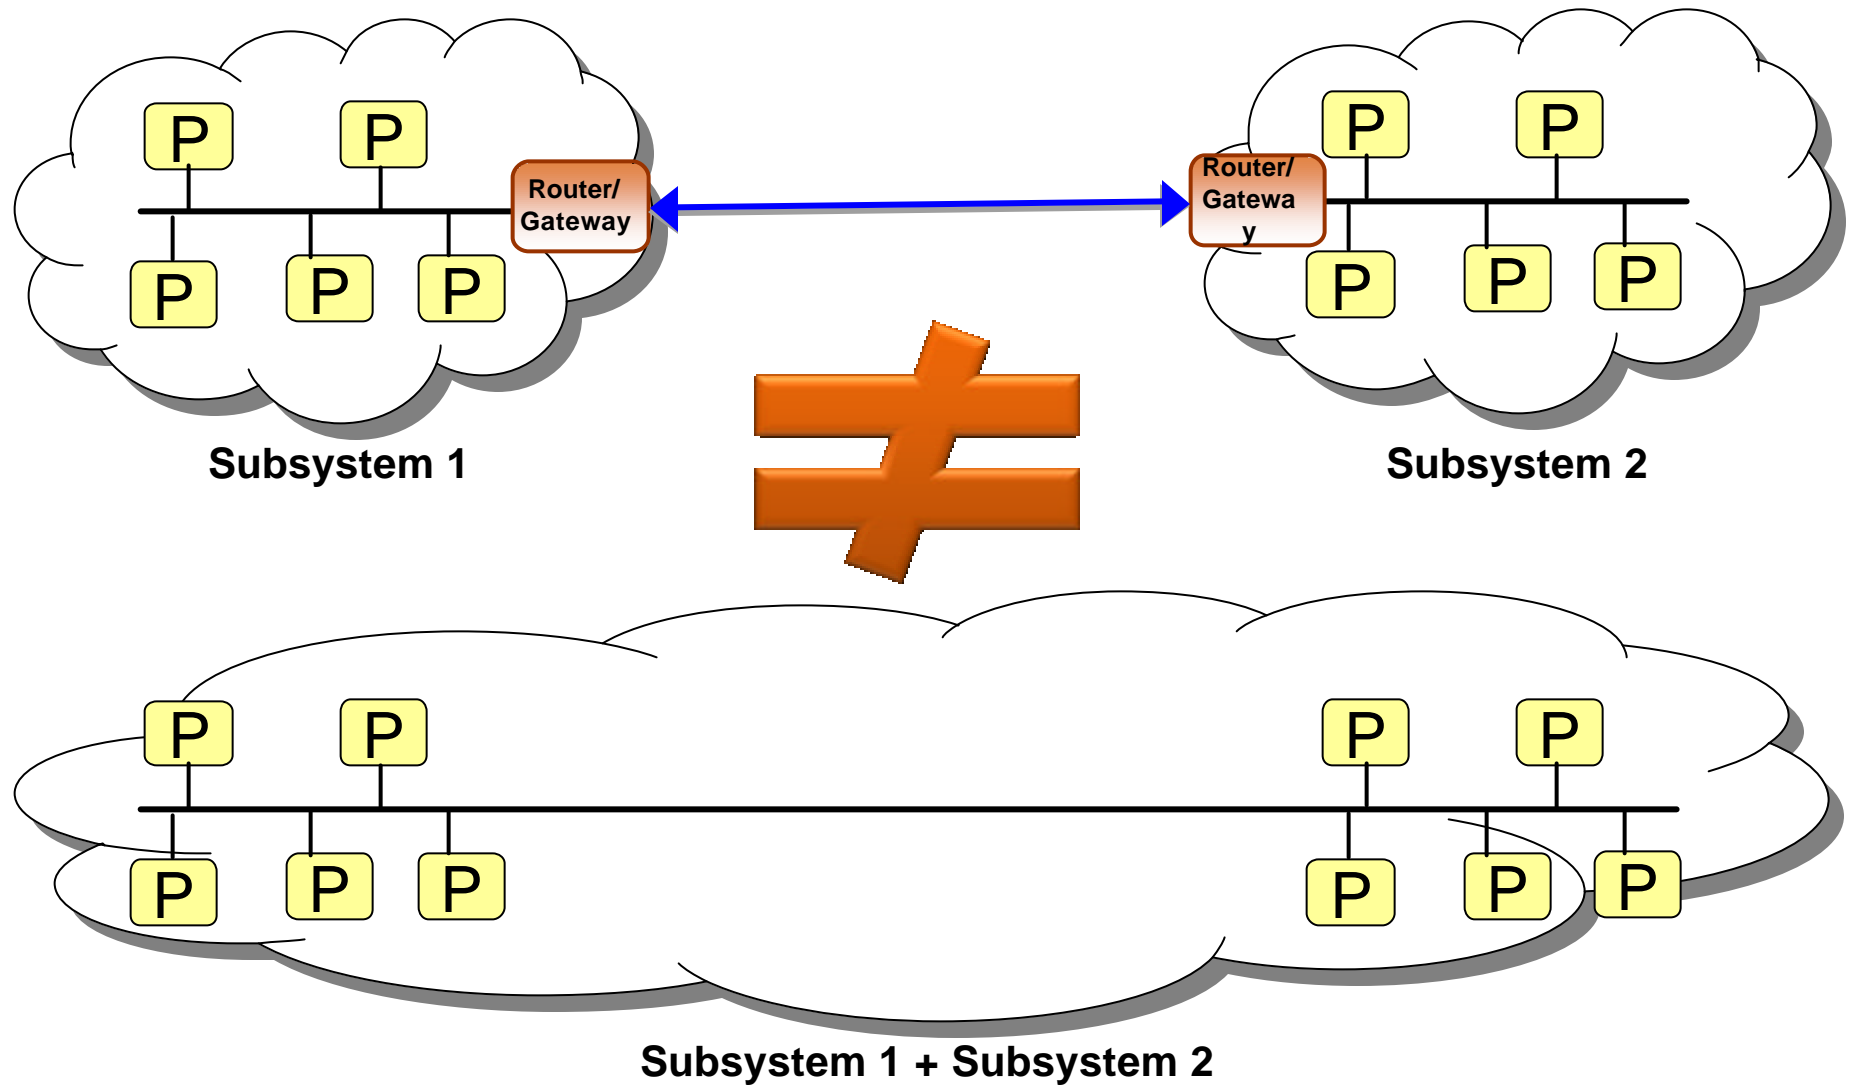 P P
Router/
Gateway
P P P
Subsystem 1
P P
Router/
Gatewa
y
P P P
Subsystem 2
P P P P
P P P P P P
Subsystem 1 + Subsystem 2